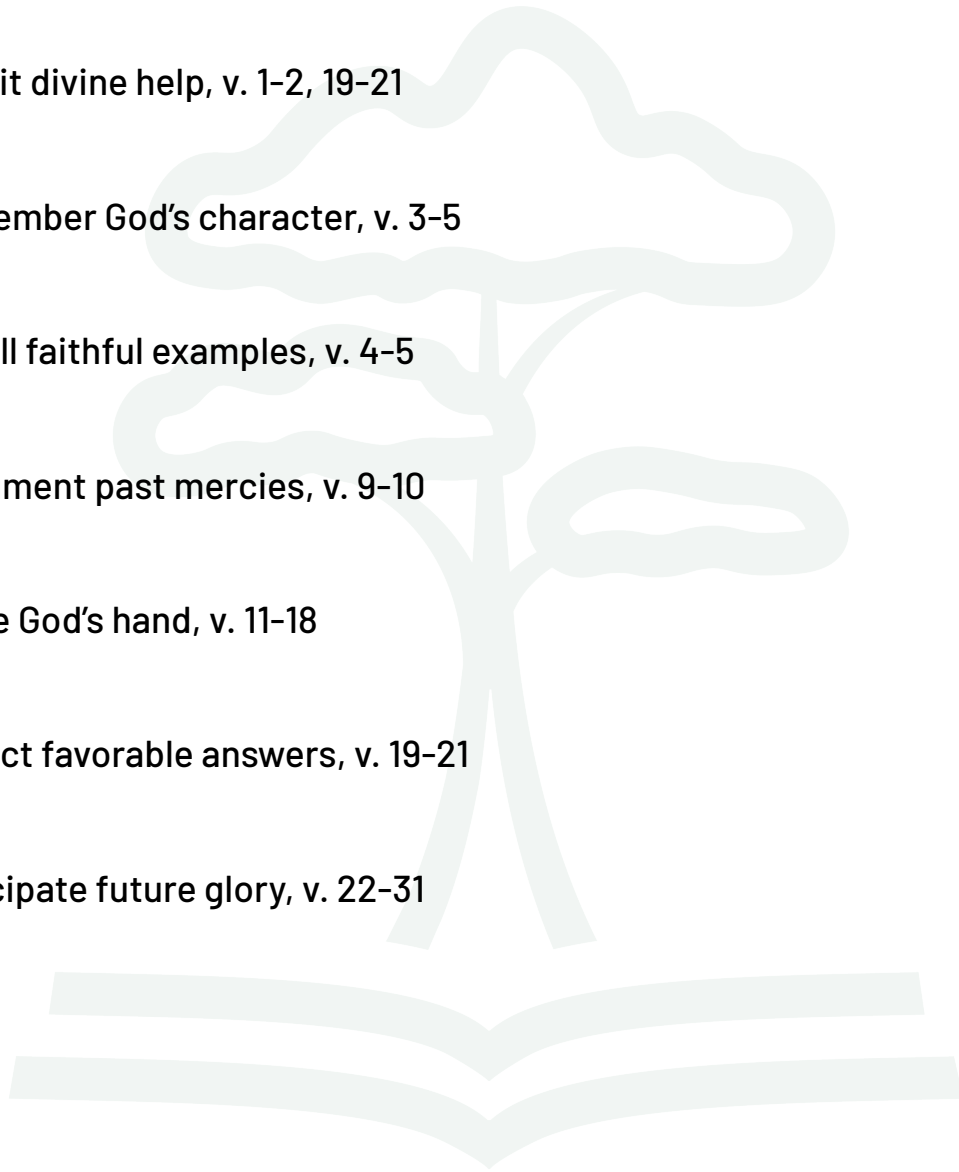 it divine help, v. 1-2, 19-21
ember God's character, v. 3-5
ll faithful examples, v. 4-5
ment past mercies, v. 9-10
e God's hand, v. 11-18
ct favorable answers, v. 19-21
cipate future glory, v. 22-31